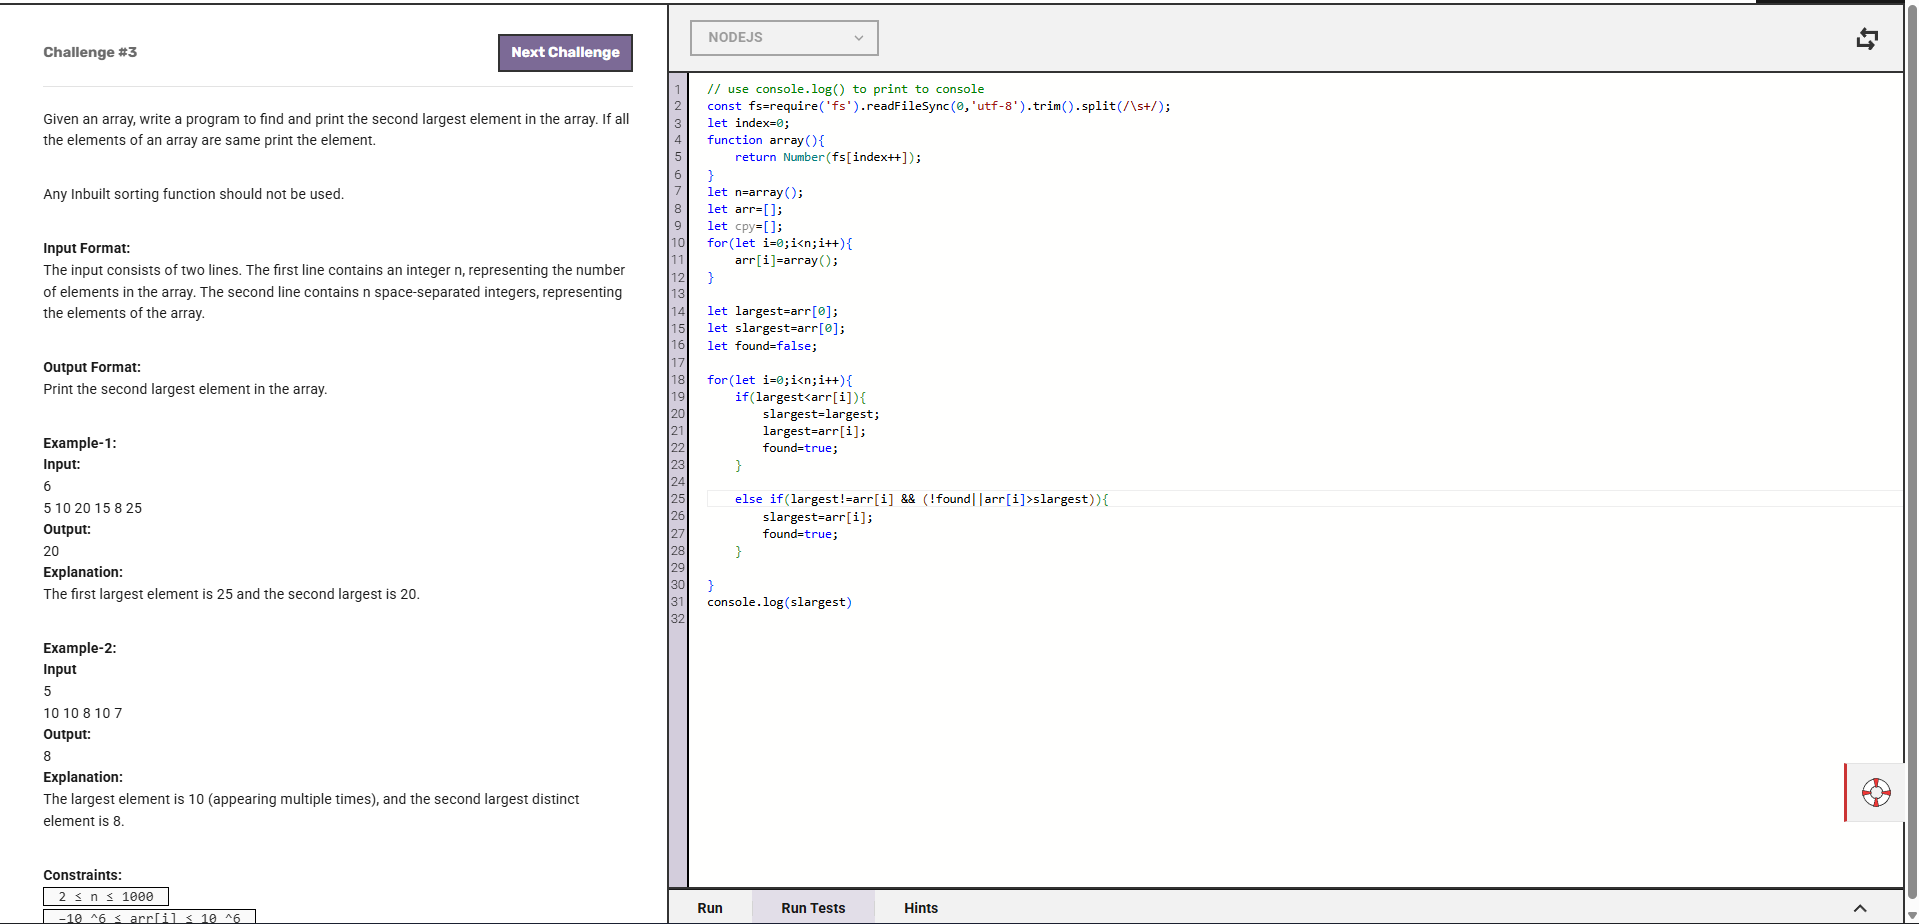 Challenge #3
Next Challenge
Given an array, write a program to find and print the second largest element in the array. If all
the elements of an array are same print the element.
Any Inbuilt sorting function should not be used.
Input Format:
The input consists of two lines. The first line contains an integer n, representing the number
of elements in the array. The second line contains n space-separated integers, representing
the elements of the array.
Output Format:
Print the second largest element in the array.
Example-1:
Input:
6
5 10 20 15 8 25
Output:
20
Explanation:
The first largest element is 25 and the second largest is 20.
Example-2:
Input
5
10 10 8 10 7
Output:
8
Explanation:
The largest element is 10 (appearing multiple times), and the second largest distinct
element is 8.
Constraints:
2 ≤ n ≤ 1000
-10 ^6 ≤ arr[i] ≤ 10 ^6
NODEJS
1 // use console.log() to print to console
2 const fs=require('fs').readFileSync(0,'utf-8').trim().split(/\s+/);
3 let index=0;
4 function array(){
5     return Number(fs[index++]);
6 }
7 let n=array();
8 let arr=[];
9 let cpy=[];
10 for(let i=0;i<n;i++){
11     arr[i]=array();
12 }
13
14 let largest=arr[0];
15 let slargest=arr[0];
16 let found=false;
17
18 for(let i=0;i<n;i++){
19     if(largest<arr[i]){
20         slargest=largest;
21         largest=arr[i];
22         found=true;
23     }
24
25     else if(largest!=arr[i] && (!found||arr[i]>slargest)){
26         slargest=arr[i];
27         found=true;
28     }
29
30 }
31 console.log(slargest)
32
Run
Run Tests
Hints